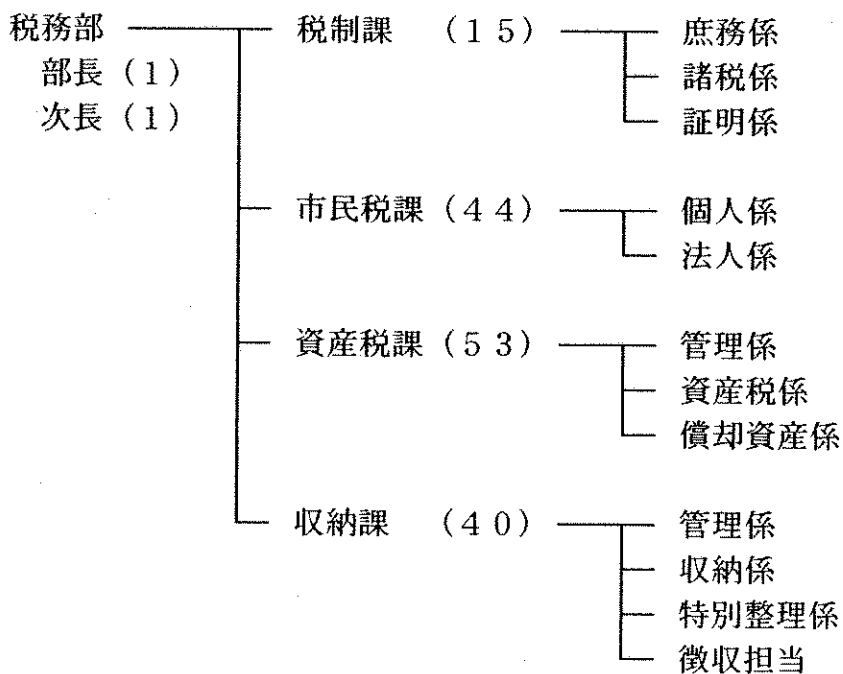 税務部 税制課 （１５） 庶務係
部長（１） 諸税係
次長（１） 証明係
市民税課（４４） 個人係
法人係
資産税課（５３） 管理係
資産税係
償却資産係
収納課 （４０） 管理係
収納係
特別整理係
徴収担当